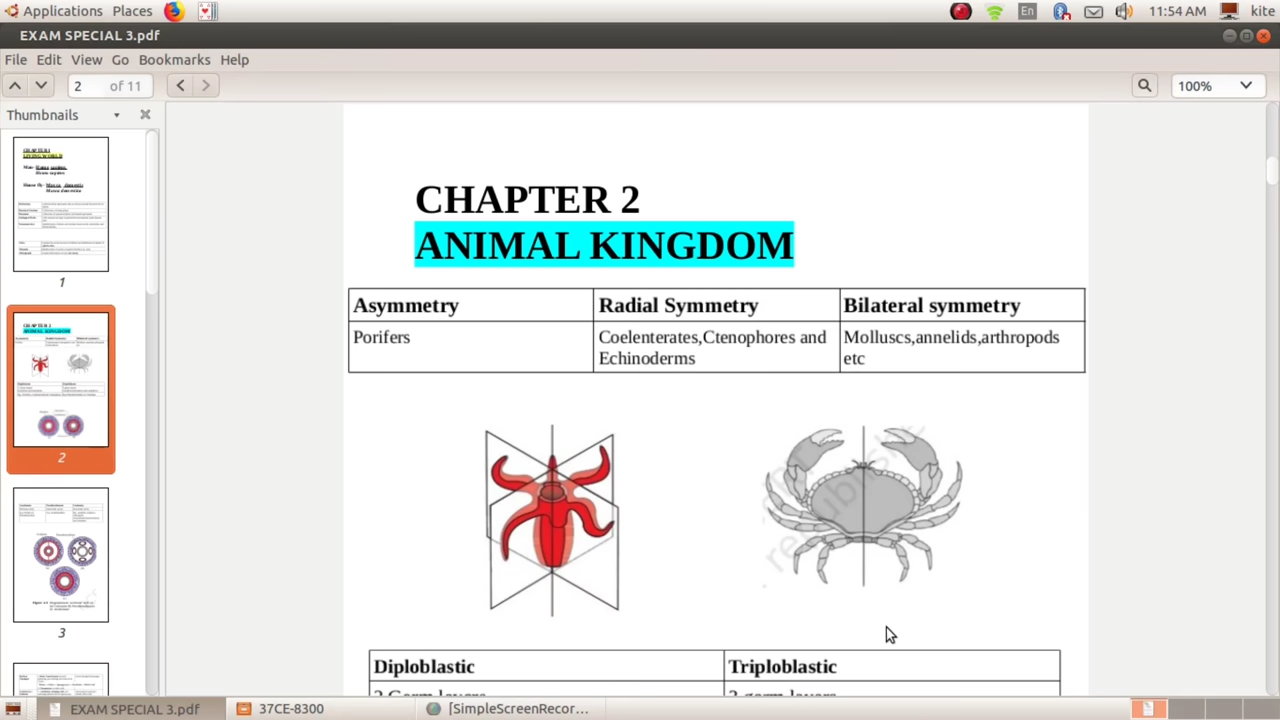 Applications Places En 11:54 AM kite
EXAM SPECIAL 3.pdf
File Edit View Go Bookmarks Help
2 of 11 100%
Thumbnails
1
2
3
CHAPTER 2
ANIMAL KINGDOM
Asymmetry Radial Symmetry Bilateral symmetry
Porifers Coelenterates,Ctenophores and Molluscs,annelids,arthropods
Echinoderms etc
Diploblastic Triploblastic
EXAM SPECIAL 3.pdf 37CE-8300 [SimpleScreenRecor...